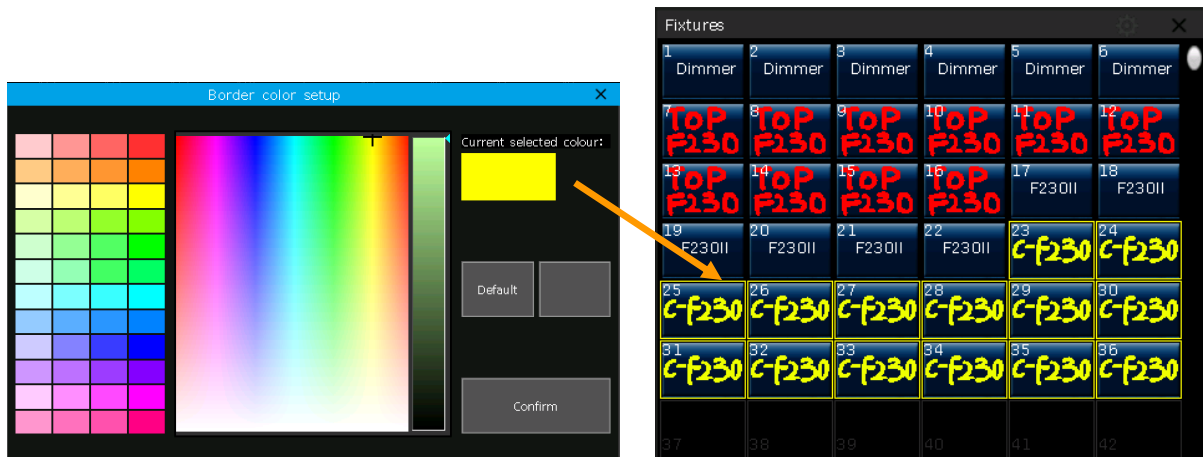 Border color setup
Current selected colour:
Default
Confirm
Fixtures
1 Dimmer 2 Dimmer 3 Dimmer 4 Dimmer 5 Dimmer 6 Dimmer
7 TOP F230 8 TOP F230 9 TOP F230 10 TOP F230 11 TOP F230 12 TOP F230
13 TOP F230 14 TOP F230 15 TOP F230 16 TOP F230 17 F230II 18 F230II
19 F230II 20 F230II 21 F230II 22 F230II 23 C-F230 24 C-F230
25 C-F230 26 C-F230 27 C-F230 28 C-F230 29 C-F230 30 C-F230
31 C-F230 32 C-F230 33 C-F230 34 C-F230 35 C-F230 36 C-F230
37 38 39 40 41 42